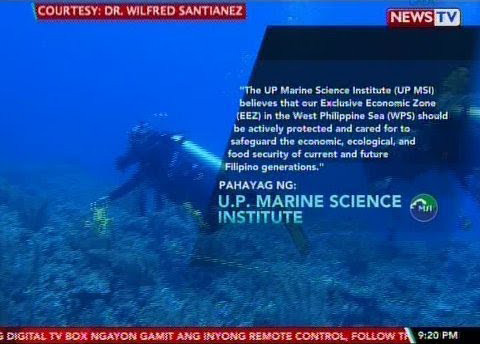 COURTESY: DR. WILFRED SANTIANEZ
NEWSTV
"The UP Marine Science Institute (UP MSI)
believes that our Exclusive Economic Zone
(EEZ) in the West Philippine Sea (WPS) should
be actively protected and cared for to
safeguard the economic, ecological, and
food security of current and future
Filipino generations."
PAHAYAG NG:
U.P. MARINE SCIENCE
INSTITUTE
MSI
DIGITAL TV BOX NGAYON GAMIT ANG INYONG REMOTE CONTROL, FOLLOW
9:20 PM